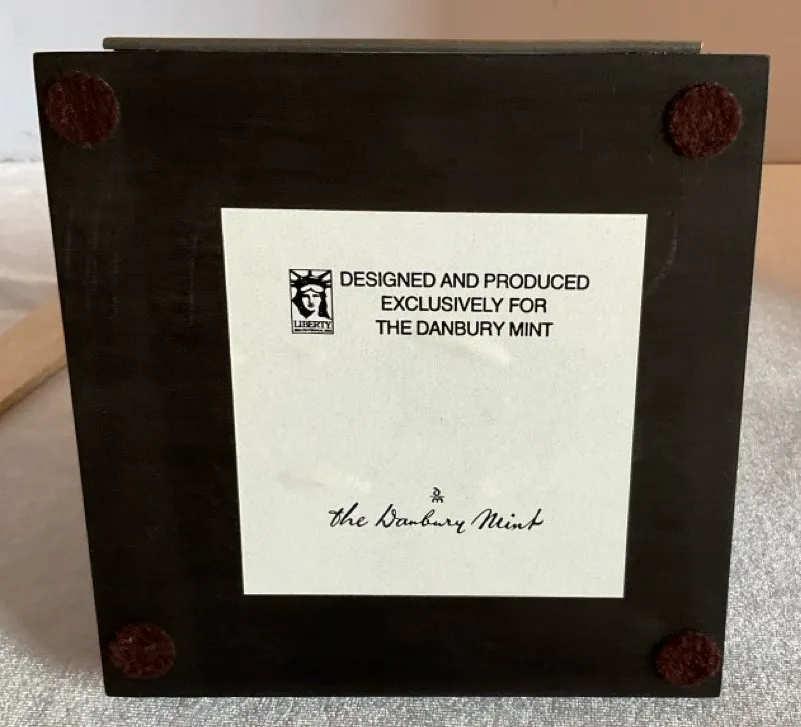 DESIGNED AND PRODUCED
EXCLUSIVELY FOR
THE DANBURY MINT
LIBERTY
the Danbury Mint